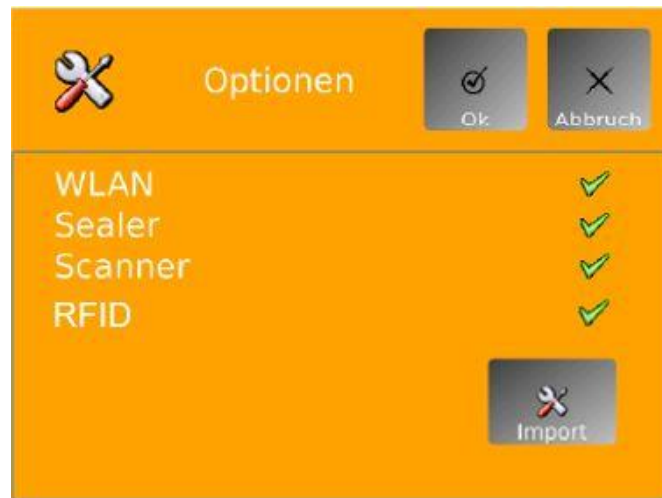 Optionen
Ok
Abbruch
WLAN
Sealer
Scanner
RFID
Import